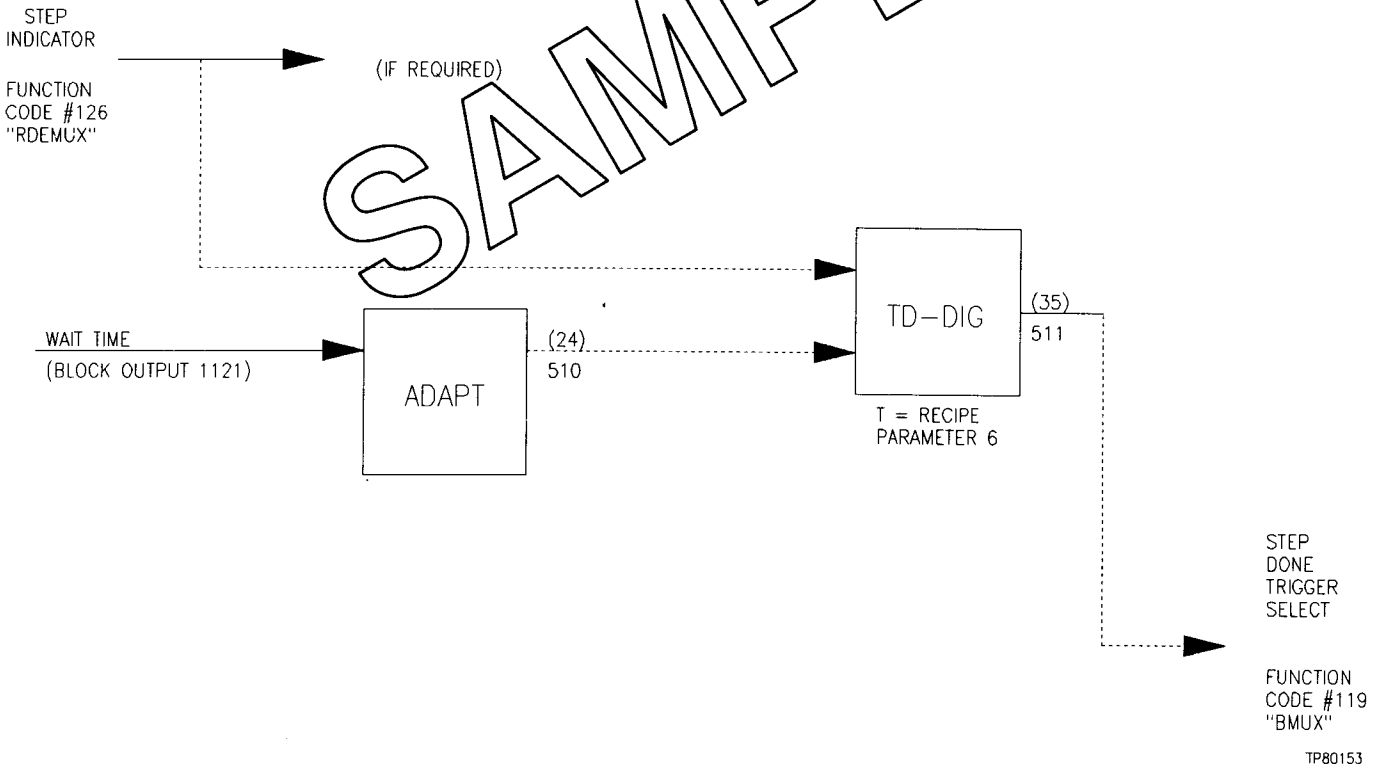 STEP
INDICATOR
FUNCTION
CODE #126
"RDEMUX"
(IF REQUIRED)
SAMP
WAIT TIME
(BLOCK OUTPUT 1121)
ADAPT
(24)
510
TD-DIG
(35)
511
T = RECIPE
PARAMETER 6
STEP
DONE
TRIGGER
SELECT
FUNCTION
CODE #119
"BMUX"
TP80153